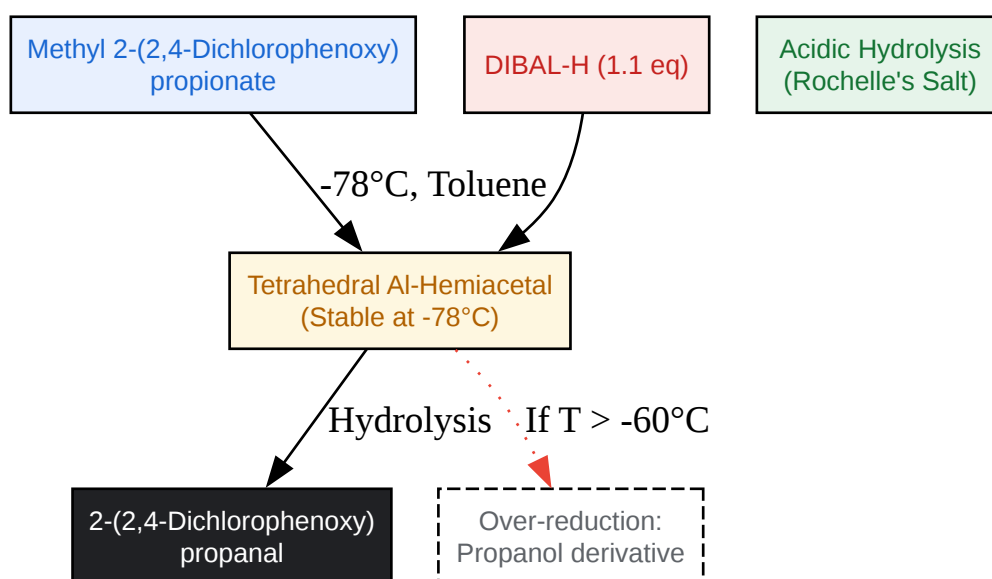 Methyl 2-(2,4-Dichlorophenoxy)
propionate
DIBAL-H (1.1 eq)
Acidic Hydrolysis
(Rochelle's Salt)
-78°C, Toluene
Tetrahedral Al-Hemiacetal
(Stable at -78°C)
Hydrolysis
If T > -60°C
2-(2,4-Dichlorophenoxy)
propanal
Over-reduction:
Propanol derivative